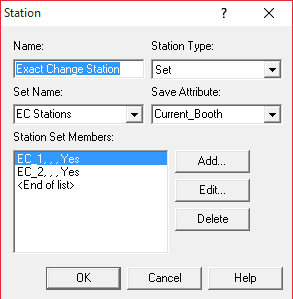 Station
Name:
Station Type:
Exact Change Station
Set
Set Name:
Save Attribute:
EC Stations
Current_Booth
Station Set Members:
EC_1, , , Yes
EC_2, , , Yes
<End of list>
Add...
Edit...
Delete
OK
Cancel
Help